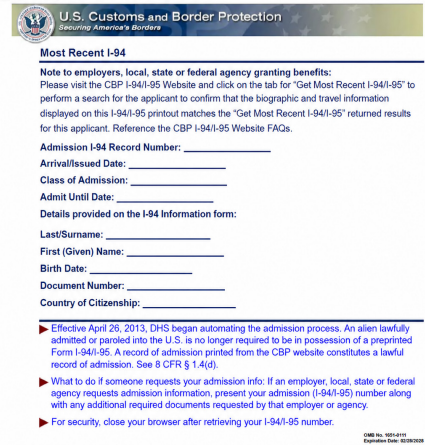 U.S. Customs and Border Protection
Securing America's Borders
Most Recent I-94
Note to employers, local, state or federal agency granting benefits:
Please visit the CBP I-94/I-95 Website and click on the tab for “Get Most Recent I-94/I-95” to
perform a search for the applicant to confirm that the biographic and travel information
displayed on this I-94/I-95 printout matches the “Get Most Recent I-94/I-95” returned results
for this applicant. Reference the CBP I-94/I-95 Website FAQs.
Admission I-94 Record Number:
Arrival/Issued Date:
Class of Admission:
Admit Until Date:
Details provided on the I-94 Information form:
Last/Surname:
First (Given) Name:
Birth Date:
Document Number:
Country of Citizenship:
Effective April 26, 2013, DHS began automating the admission process. An alien lawfully
admitted or paroled into the U.S. is no longer required to be in possession of a preprinted
Form I-94/I-95. A record of admission printed from the CBP website constitutes a lawful
record of admission. See 8 CFR § 1.4(d).
What to do if someone requests your admission info: If an employer, local, state or federal
agency requests admission information, present your admission (I-94/I-95) number along
with any additional required documents requested by that employer or agency.
For security, close your browser after retrieving your I-94/I-95 number.
OMB No. 1651-0111
Expiration Date: 02/28/2028